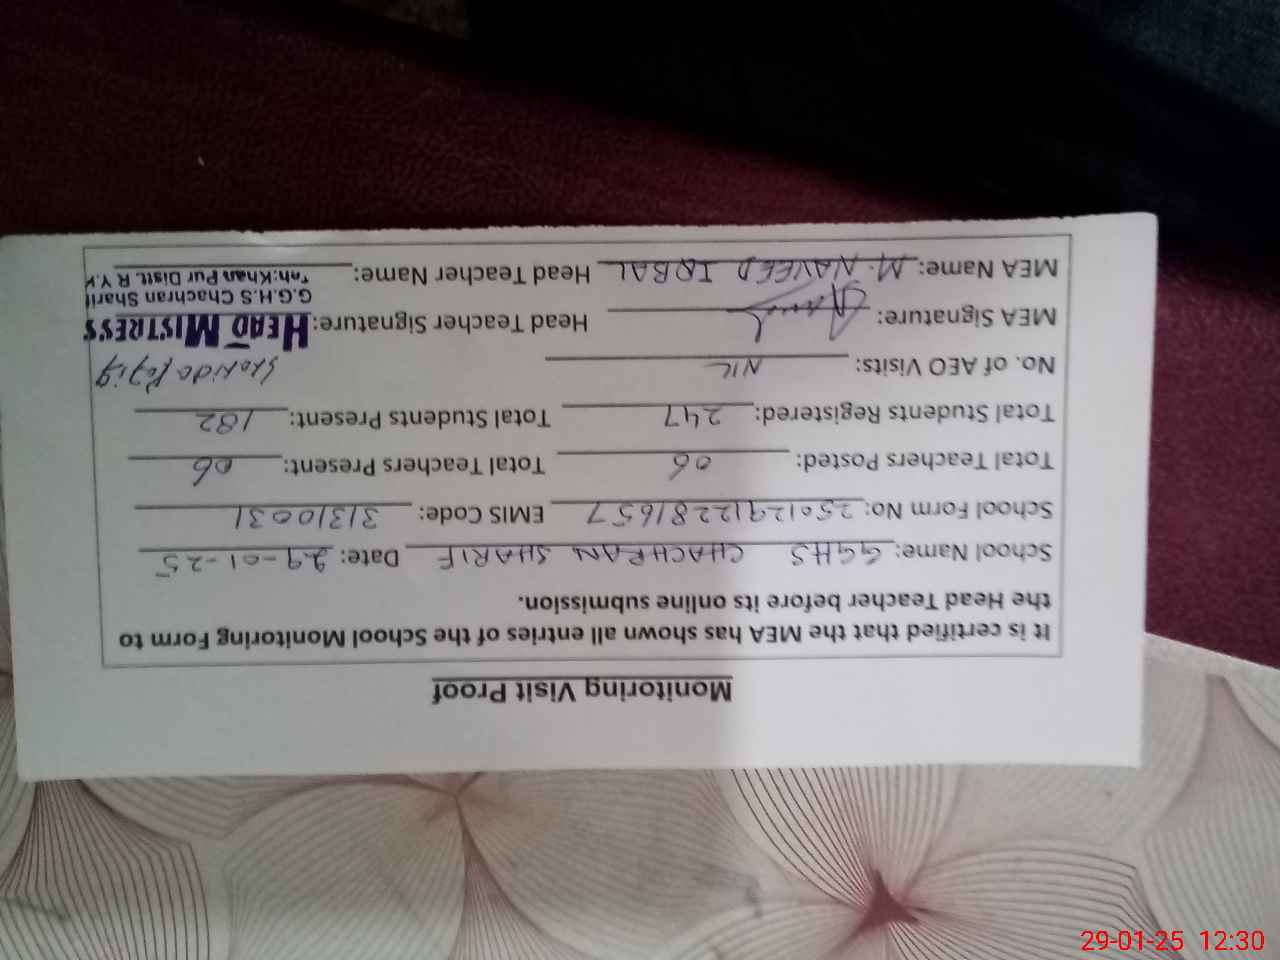 Monitoring Visit Proof
It is certified that the MEA has shown all entries of the School Monitoring Form to
the Head Teacher before its online submission.
School Name: GGHS CHACHRAN SHARIF Date: 29-01-25
School Form No: 250129122281657 EMIS Code: 31310031
Total Teachers Posted: 06 Total Teachers Present: 06
Total Students Registered: 247 Total Students Present: 182
No. of AEO Visits: NIL
MEA Signature: Head Teacher Signature: HEAD MISTRESS
G.G.H.S Chachran Sharif
MEA Name: M. NAVEED IQBAL Head Teacher Name: Teh: Khan Pur Distt. R.Y.K
29-01-25 12:30